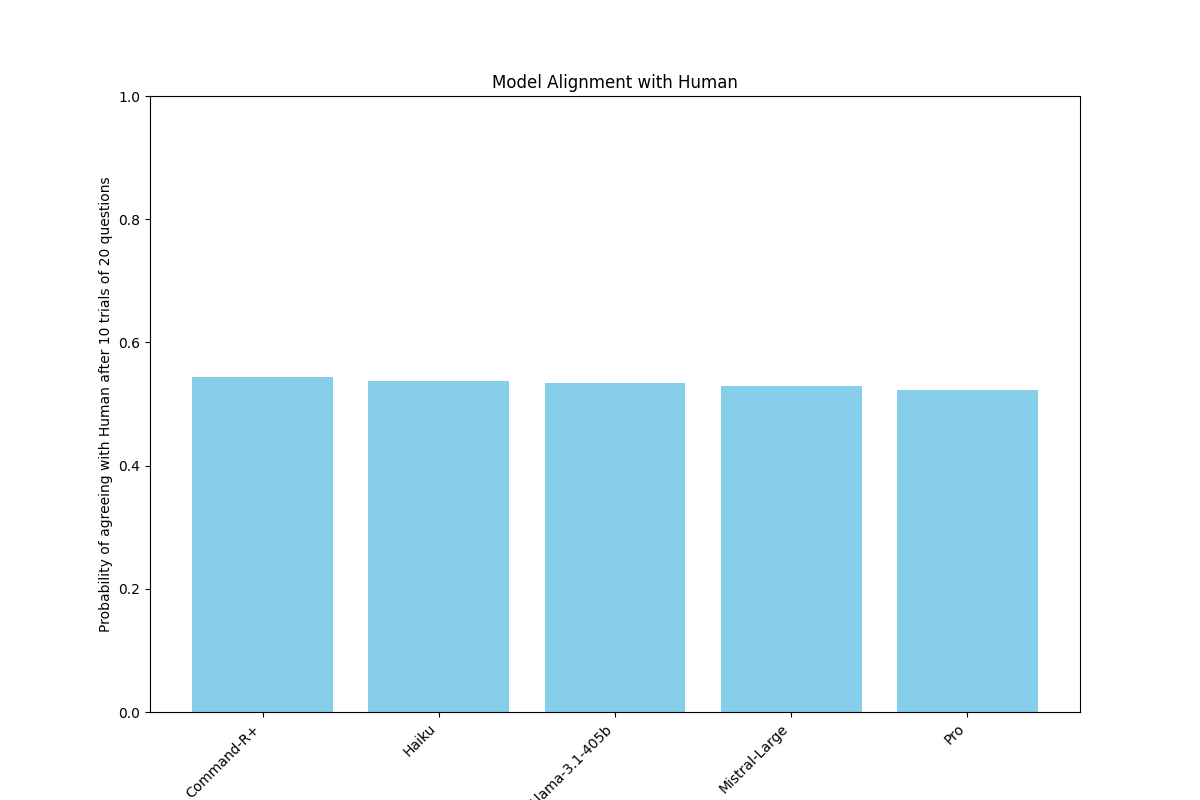 Model Alignment with Human
Probability of agreeing with Human after 10 trials of 20 questions
1.0
0.8
0.6
0.4
0.2
0.0
Command-R+
Haiku
lama-3.1-405b
Mistral-Large
Pro